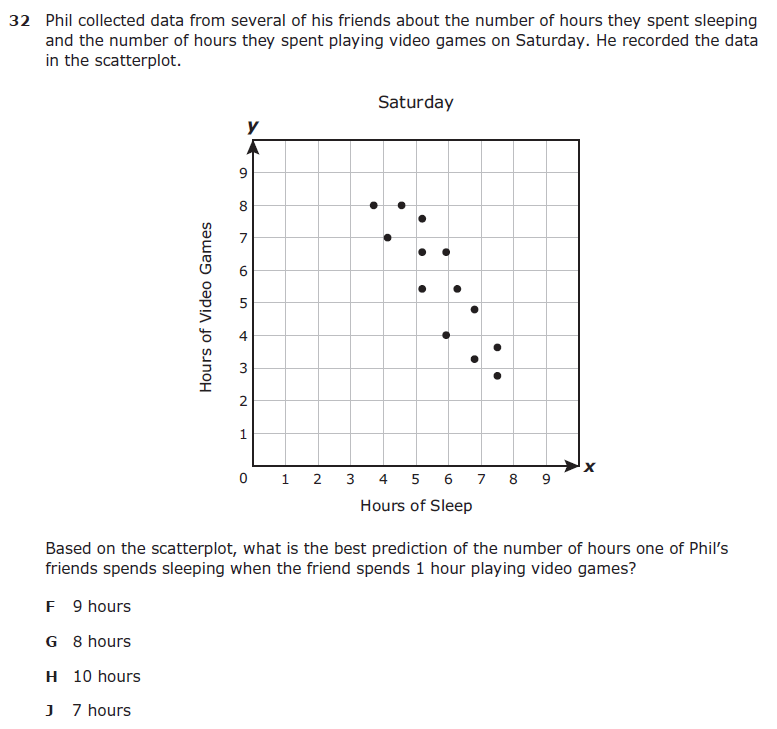 32 Phil collected data from several of his friends about the number of hours they spent sleeping
and the number of hours they spent playing video games on Saturday. He recorded the data
in the scatterplot.
Saturday
y
9
8
7
6
5
4
3
2
1
0
Hours of Video Games
1 2 3 4 5 6 7 8 9
x
Hours of Sleep
Based on the scatterplot, what is the best prediction of the number of hours one of Phil’s
friends spends sleeping when the friend spends 1 hour playing video games?
F 9 hours
G 8 hours
H 10 hours
J 7 hours